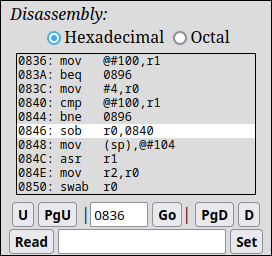 Disassembly:
Hexadecimal Octal
0836: mov @#100,r1
083A: beq 0896
083C: mov #4,r0
0840: cmp @#100,r1
0844: bne 0896
0846: sob r0,0840
0848: mov (sp),@#104
084C: asr r1
084E: mov r2,r0
0850: swab r0
U PgU | 0836 Go | PgD D
Read Set